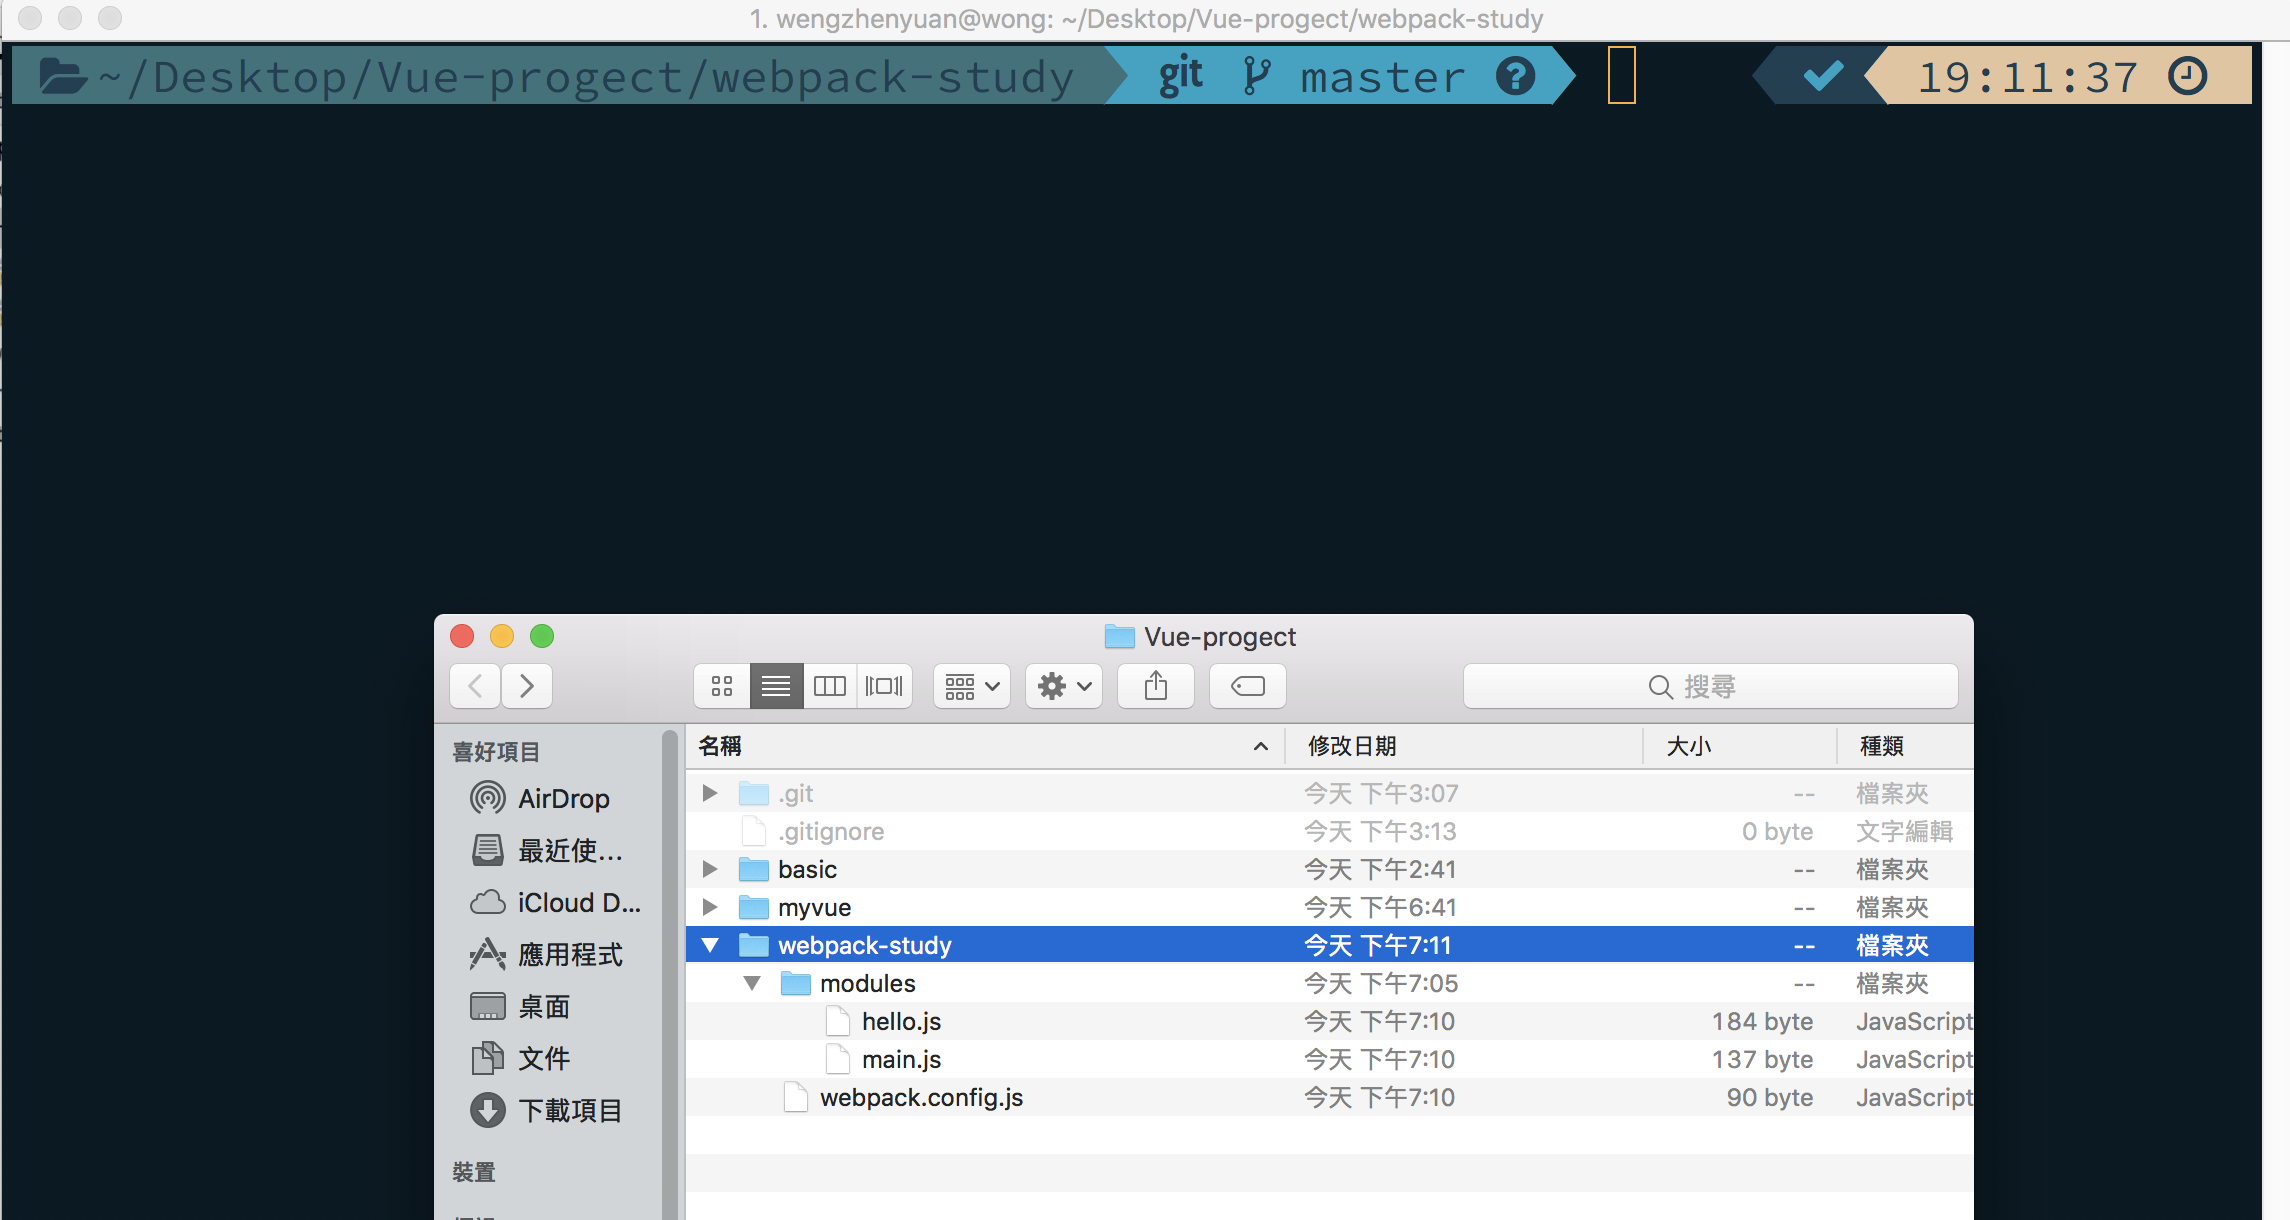 1. wengzhenyuan@wong: ~/Desktop/Vue-progect/webpack-study
~/Desktop/Vue-progect/webpack-study git master ? 19:11:37
Vue-progect
搜尋
喜好項目
AirDrop
最近使...
iCloud D...
應用程式
桌面
文件
下載項目
裝置
名稱 修改日期 大小 種類
.git 今天 下午3:07 -- 檔案夾
.gitignore 今天 下午3:13 0 byte 文字編輯
basic 今天 下午2:41 -- 檔案夾
myvue 今天 下午6:41 -- 檔案夾
webpack-study 今天 下午7:11 -- 檔案夾
modules 今天 下午7:05 -- 檔案夾
hello.js 今天 下午7:10 184 byte JavaScript
main.js 今天 下午7:10 137 byte JavaScript
webpack.config.js 今天 下午7:10 90 byte JavaScript